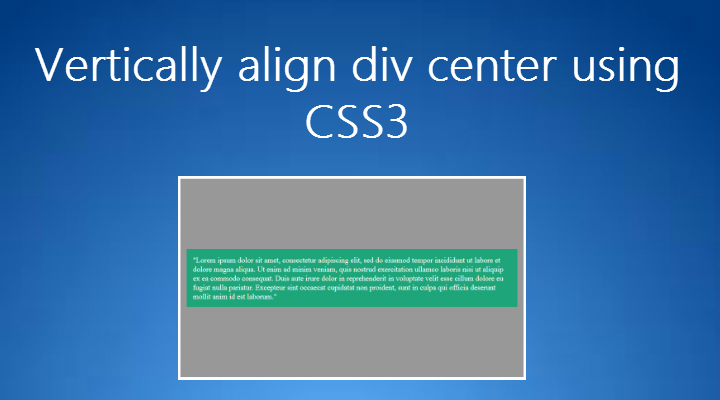 Vertically align div center using
CSS3
"Lorem ipsum dolor sit amet, consectetur adipiscing elit, sed do eiusmod tempor incididunt ut labore et
dolore magna aliqua. Ut enim ad minim veniam, quis nostrud exercitation ullamco laboris nisi ut aliquip
ex ea commodo consequat. Duis aute irure dolor in reprehenderit in voluptate velit esse cillum dolore eu
fugiat nulla pariatur. Excepteur sint occaecat cupidatat non proident, sunt in culpa qui officia deserunt
mollit anim id est laborum."